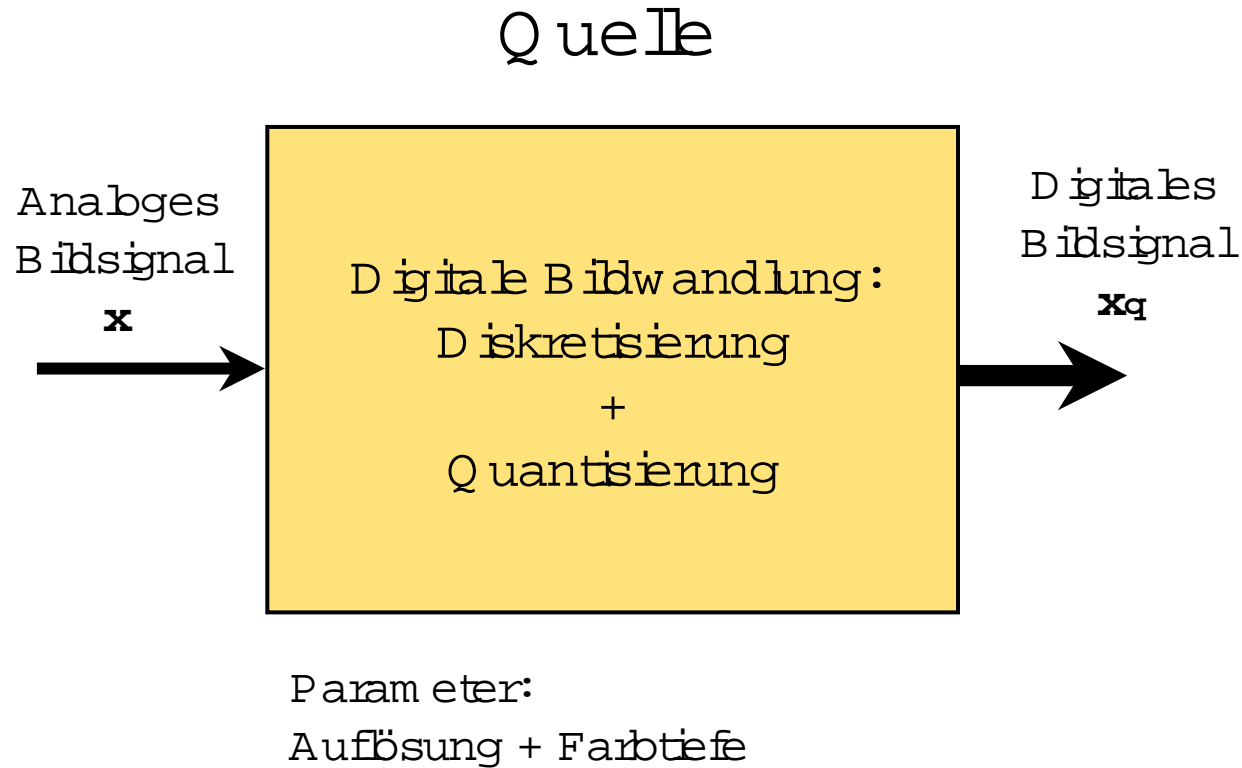 Quelle
Analoges
Bildsignal
x
Digitale Bildwandlung:
Diskretisierung
+
Quantisierung
Digitales
Bildsignal
xq
Parameter:
Auflösung + Farbtiefe